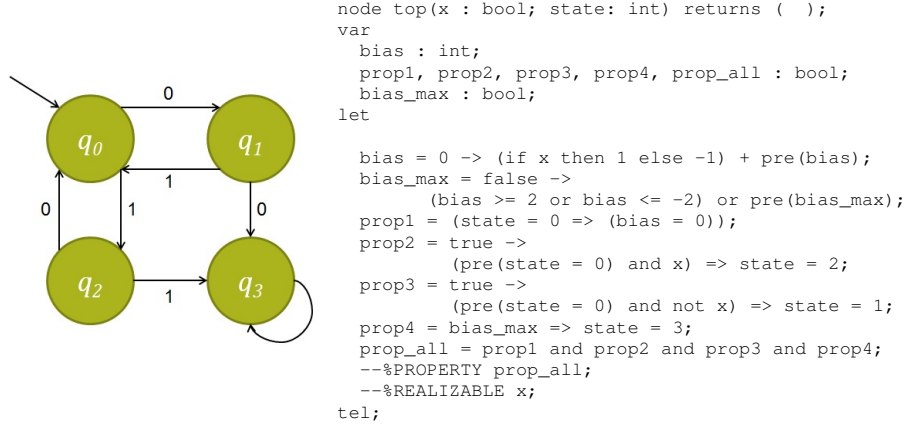 0
q0
q1
1
0
1
0
q2
q3
1
node top(x : bool; state: int) returns (  );
var
  bias : int;
  prop1, prop2, prop3, prop4, prop_all : bool;
  bias_max : bool;
let
  bias = 0 -> (if x then 1 else -1) + pre(bias);
  bias_max = false ->
        (bias >= 2 or bias <= -2) or pre(bias_max);
  prop1 = (state = 0 => (bias = 0));
  prop2 = true ->
          (pre(state = 0) and x) => state = 2;
  prop3 = true ->
          (pre(state = 0) and not x) => state = 1;
  prop4 = bias_max => state = 3;
  prop_all = prop1 and prop2 and prop3 and prop4;
  --%PROPERTY prop_all;
  --%REALIZABLE x;
tel;